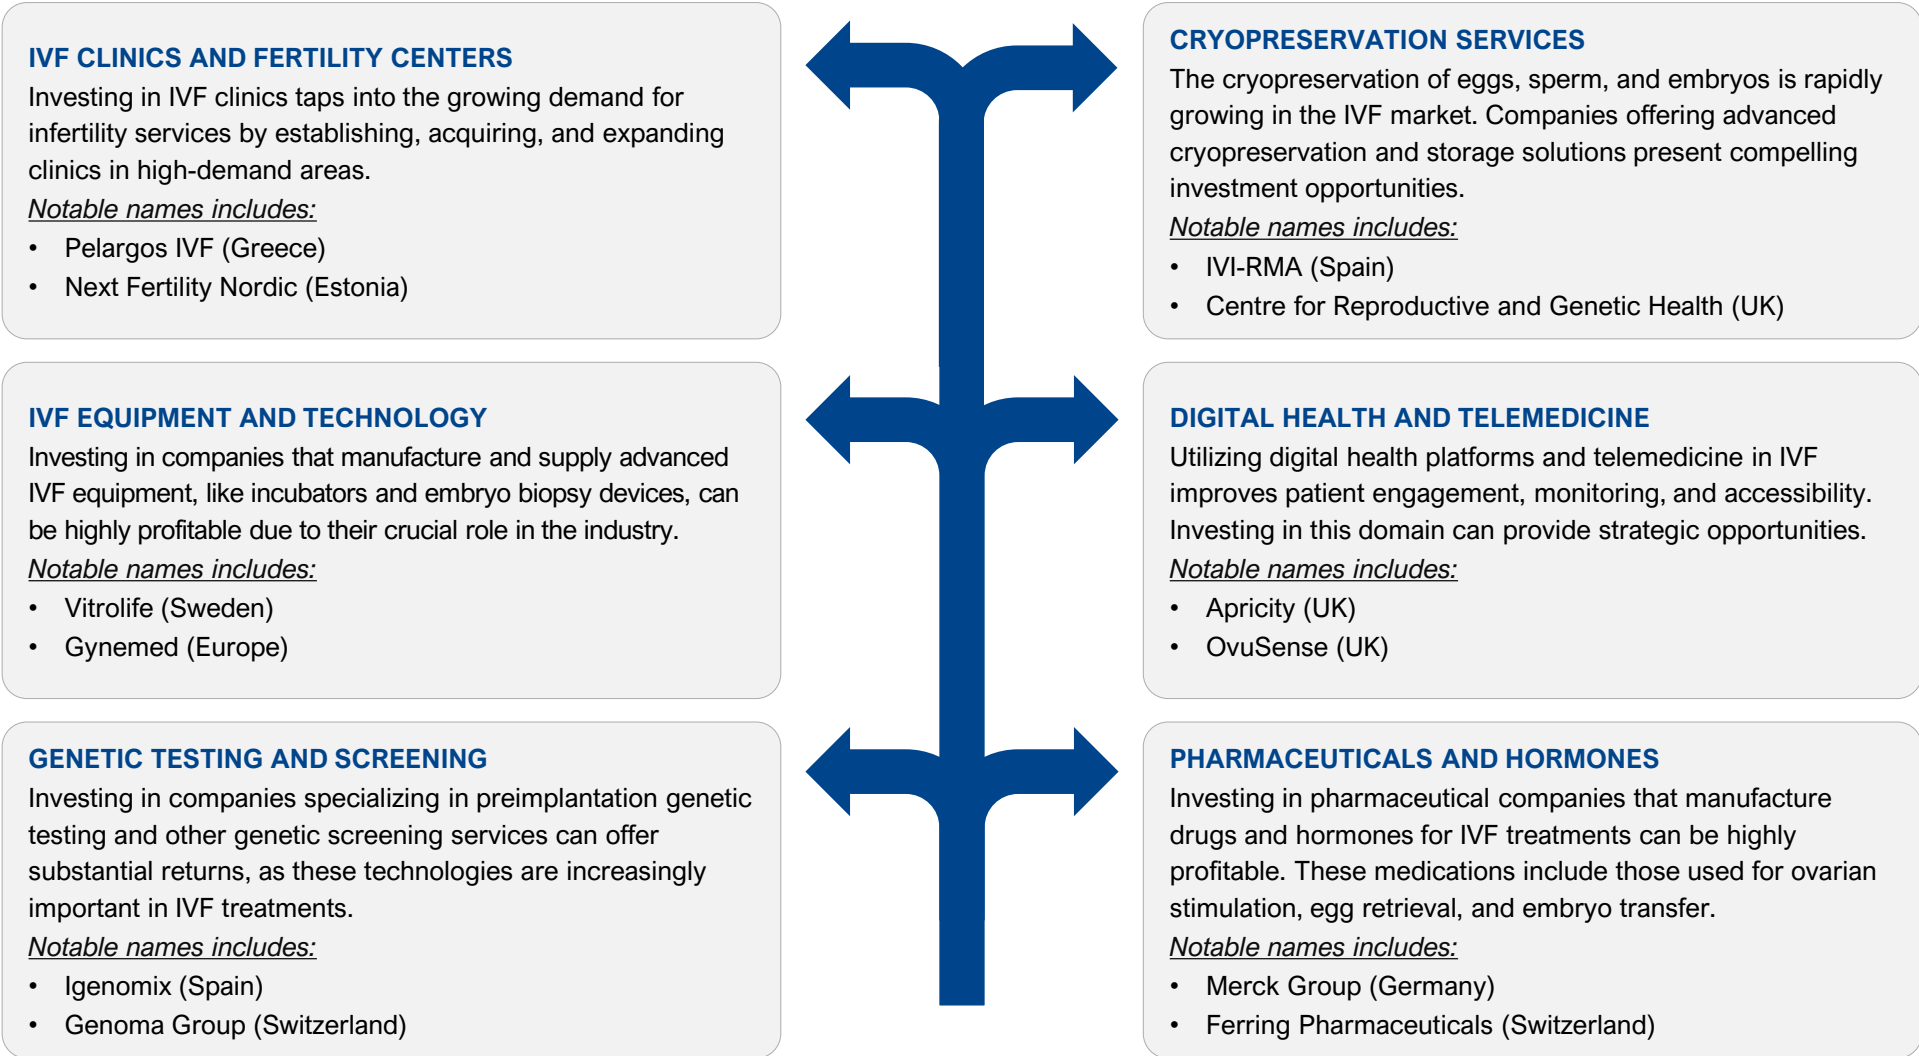 IVF CLINICS AND FERTILITY CENTERS
Investing in IVF clinics taps into the growing demand for
infertility services by establishing, acquiring, and expanding
clinics in high-demand areas.
Notable names includes:
• Pelargos IVF (Greece)
• Next Fertility Nordic (Estonia)
IVF EQUIPMENT AND TECHNOLOGY
Investing in companies that manufacture and supply advanced
IVF equipment, like incubators and embryo biopsy devices, can
be highly profitable due to their crucial role in the industry.
Notable names includes:
• Vitrolife (Sweden)
• Gynemed (Europe)
GENETIC TESTING AND SCREENING
Investing in companies specializing in preimplantation genetic
testing and other genetic screening services can offer
substantial returns, as these technologies are increasingly
important in IVF treatments.
Notable names includes:
• Igenomix (Spain)
• Genoma Group (Switzerland)
CRYOPRESERVATION SERVICES
The cryopreservation of eggs, sperm, and embryos is rapidly
growing in the IVF market. Companies offering advanced
cryopreservation and storage solutions present compelling
investment opportunities.
Notable names includes:
• IVI-RMA (Spain)
• Centre for Reproductive and Genetic Health (UK)
DIGITAL HEALTH AND TELEMEDICINE
Utilizing digital health platforms and telemedicine in IVF
improves patient engagement, monitoring, and accessibility.
Investing in this domain can provide strategic opportunities.
Notable names includes:
• Apricity (UK)
• OvuSense (UK)
PHARMACEUTICALS AND HORMONES
Investing in pharmaceutical companies that manufacture
drugs and hormones for IVF treatments can be highly
profitable. These medications include those used for ovarian
stimulation, egg retrieval, and embryo transfer.
Notable names includes:
• Merck Group (Germany)
• Ferring Pharmaceuticals (Switzerland)